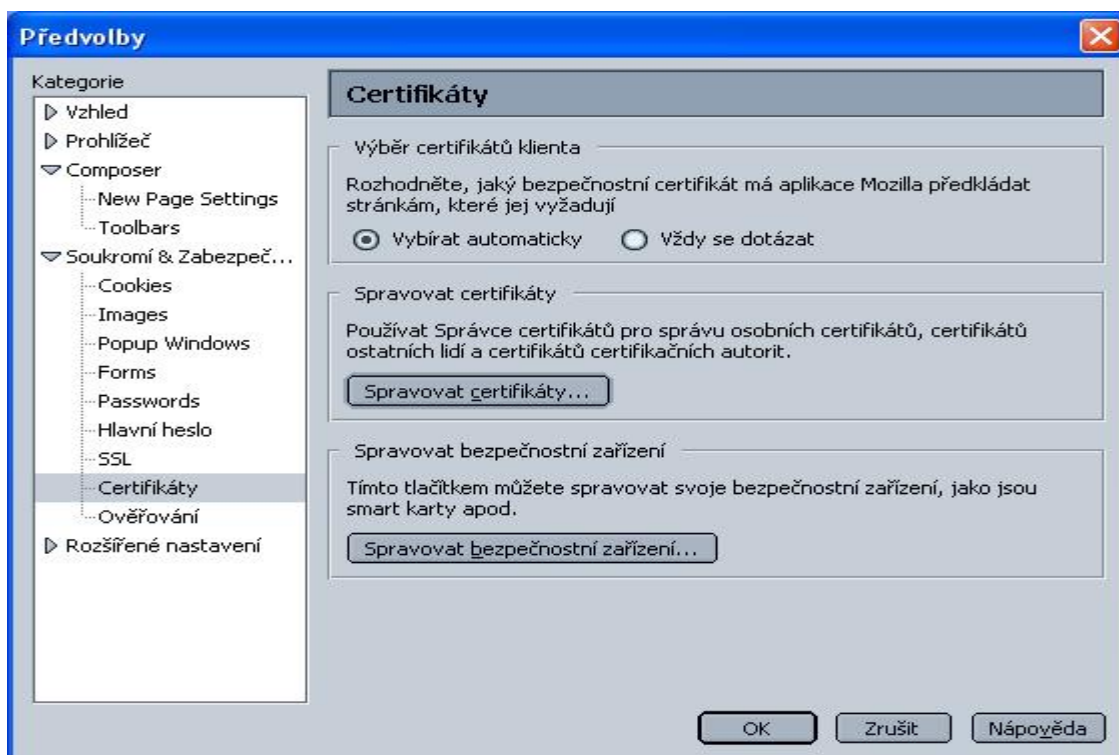 Předvolby
Kategorie
Vzhled
Prohlížeč
Composer
New Page Settings
Toolbars
Soukromí & Zabezpeč...
Cookies
Images
Popup Windows
Forms
Passwords
Hlavní heslo
SSL
Certifikáty
Ověřování
Rozšířené nastavení
Certifikáty
Výběr certifikátů klienta
Rozhodněte, jaký bezpečnostní certifikát má aplikace Mozilla předkládat
stránkám, které jej vyžadují
Vybírat automaticky Vždy se dotázat
Spravovat certifikáty
Používat Správce certifikátů pro správu osobních certifikátů, certifikátů
ostatních lidí a certifikátů certifikačních autorit.
Spravovat certifikáty...
Spravovat bezpečnostní zařízení
Tímto tlačítkem můžete spravovat svoje bezpečnostní zařízení, jako jsou
smart karty apod.
Spravovat bezpečnostní zařízení...
OK Zrušit Nápověda